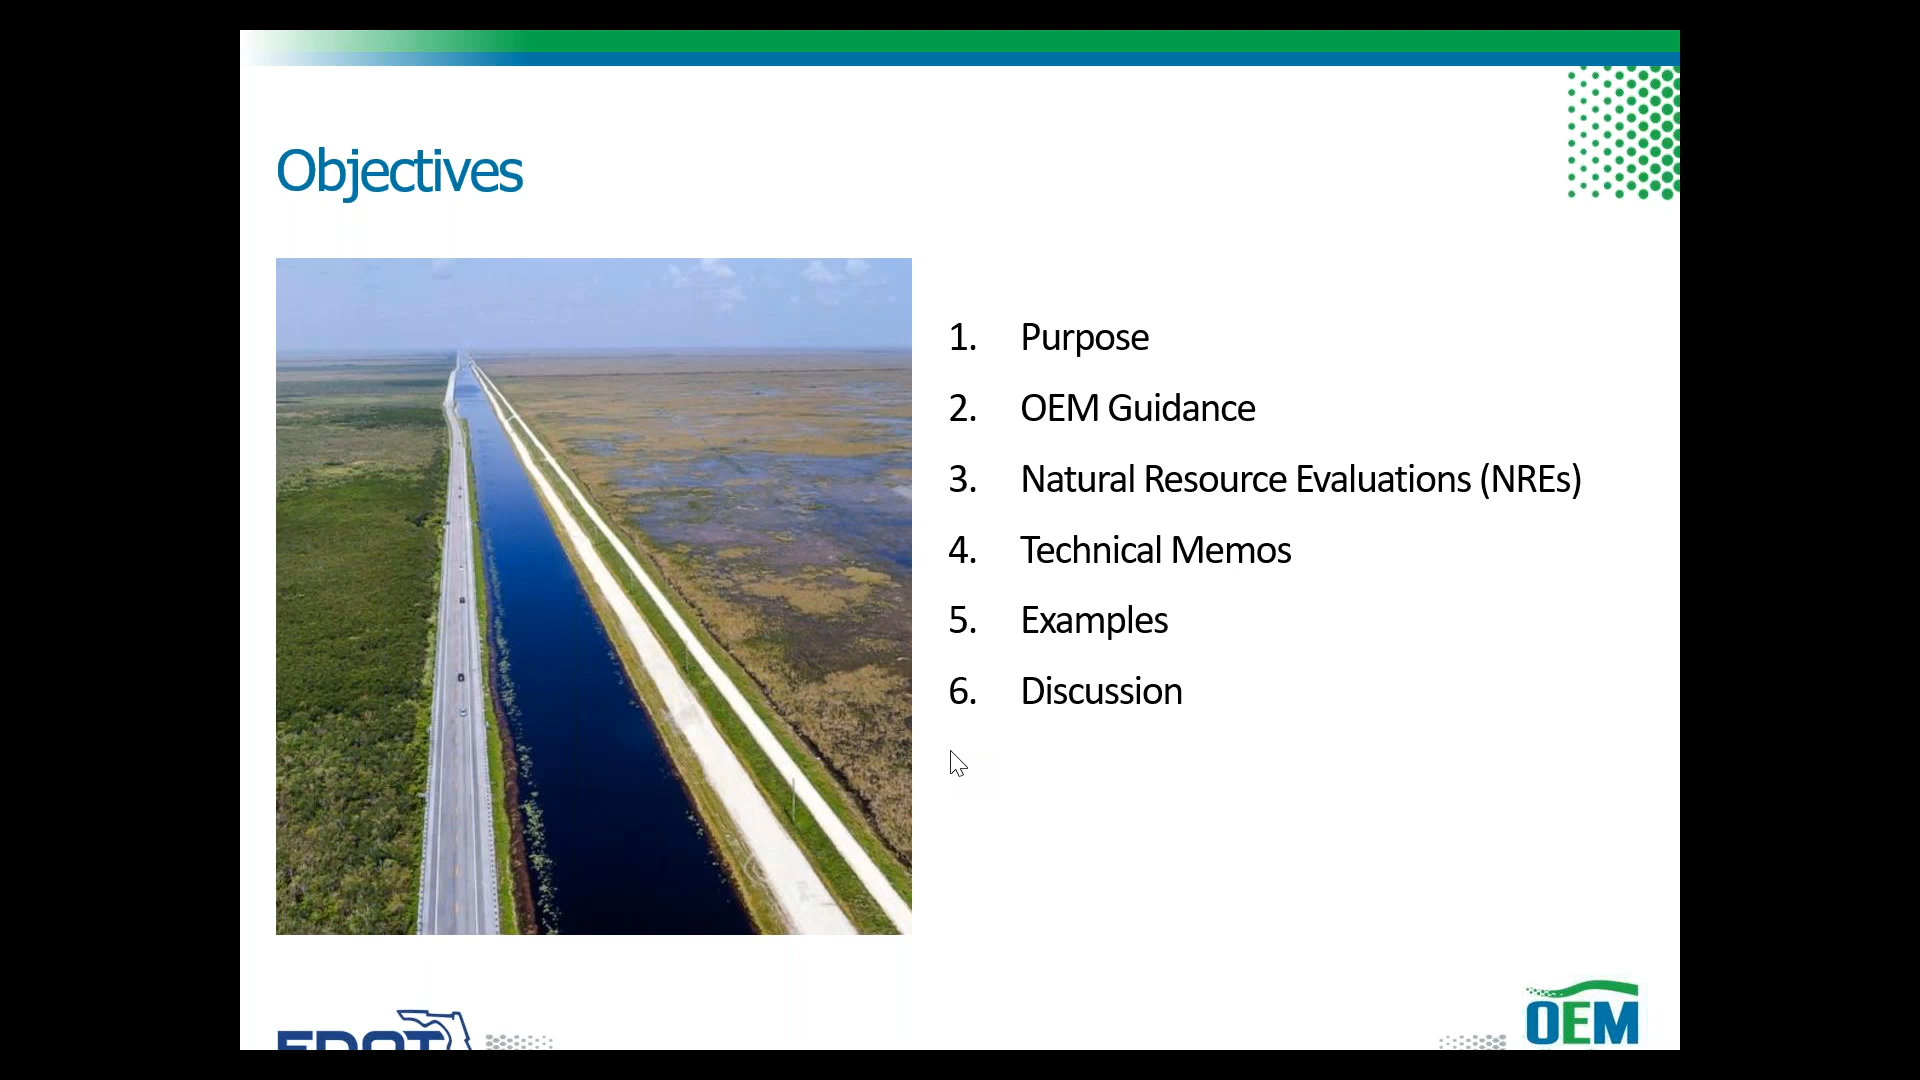 Objectives
1. Purpose
2. OEM Guidance
3. Natural Resource Evaluations (NREs)
4. Technical Memos
5. Examples
6. Discussion
FDOT
OEM